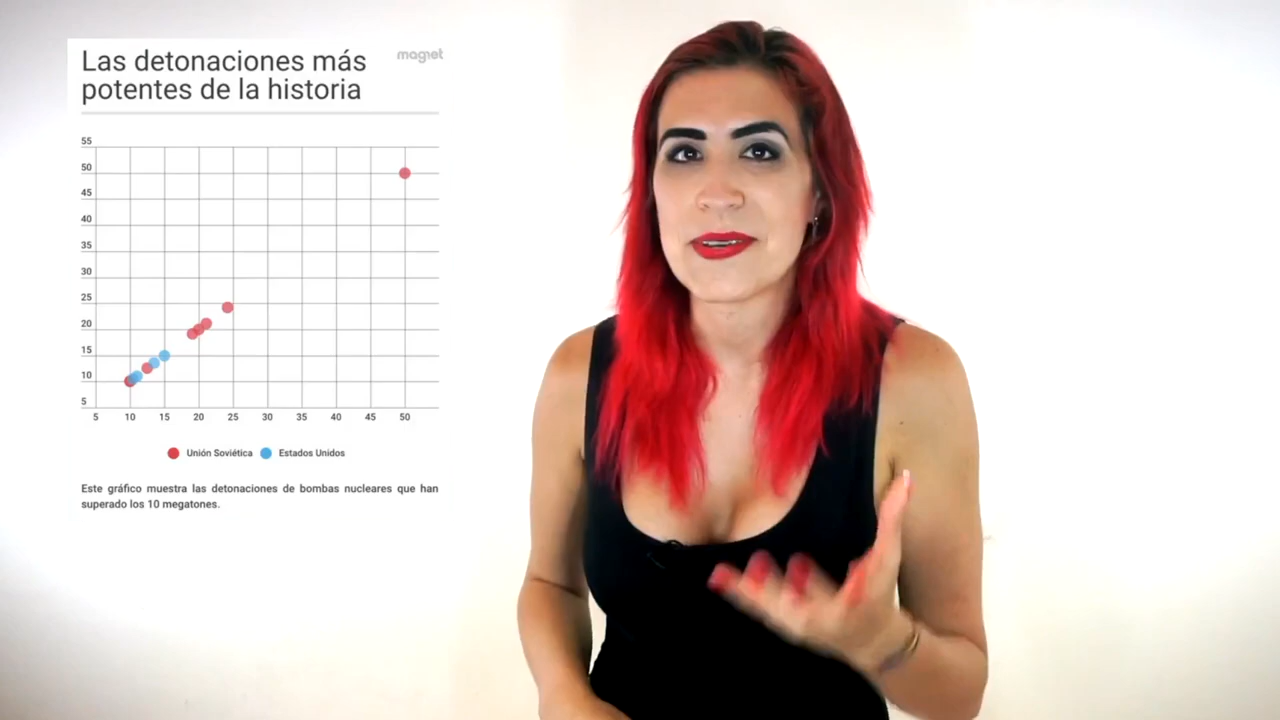 Las detonaciones más
magnet
potentes de la historia
55
50
45
40
35
30
25
20
15
10
5
5 10 15 20 25 30 35 40 45 50
Unión Soviética Estados Unidos
Este gráfico muestra las detonaciones de bombas nucleares que han
superado los 10 megatones.